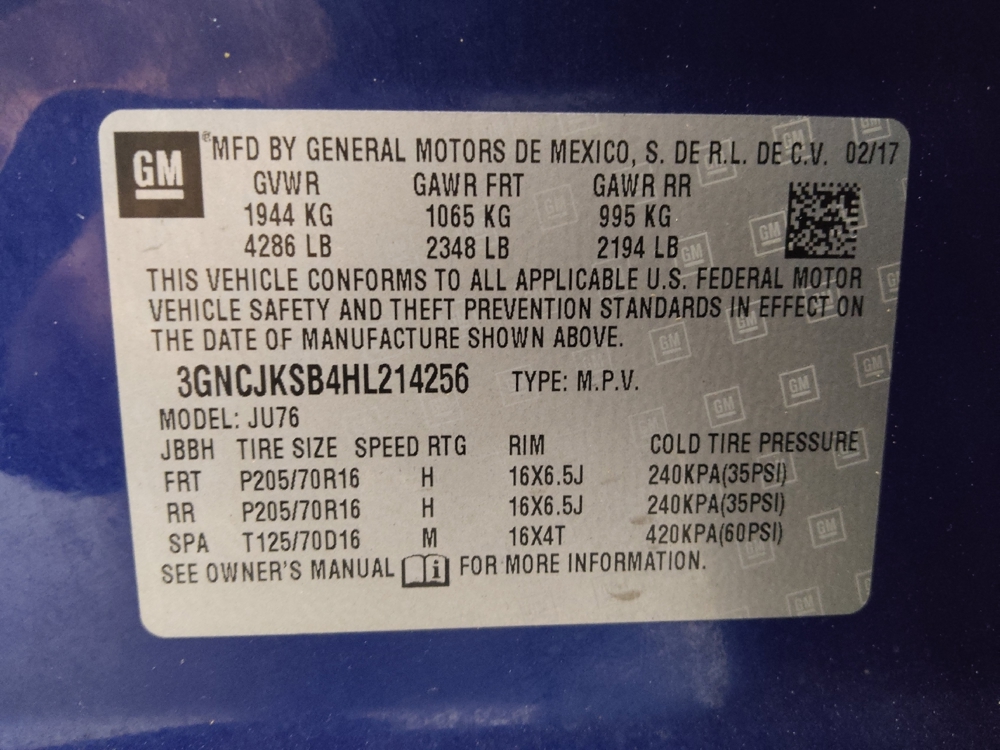 GM
®MFD BY GENERAL MOTORS DE MEXICO, S. DE R.L. DE C.V. 02/17
GVWR GAWR FRT GAWR RR
1944 KG 1065 KG 995 KG
4286 LB 2348 LB 2194 LB
THIS VEHICLE CONFORMS TO ALL APPLICABLE U.S. FEDERAL MOTOR
VEHICLE SAFETY AND THEFT PREVENTION STANDARDS IN EFFECT ON
THE DATE OF MANUFACTURE SHOWN ABOVE.
3GNCJKSB4HL214256 TYPE: M.P.V.
MODEL: JU76
JBBH TIRE SIZE SPEED RTG RIM COLD TIRE PRESSURE
FRT P205/70R16 H 16X6.5J 240KPA(35PSI)
RR P205/70R16 H 16X6.5J 240KPA(35PSI)
SPA T125/70D16 M 16X4T 420KPA(60PSI)
SEE OWNER'S MANUAL i FOR MORE INFORMATION.